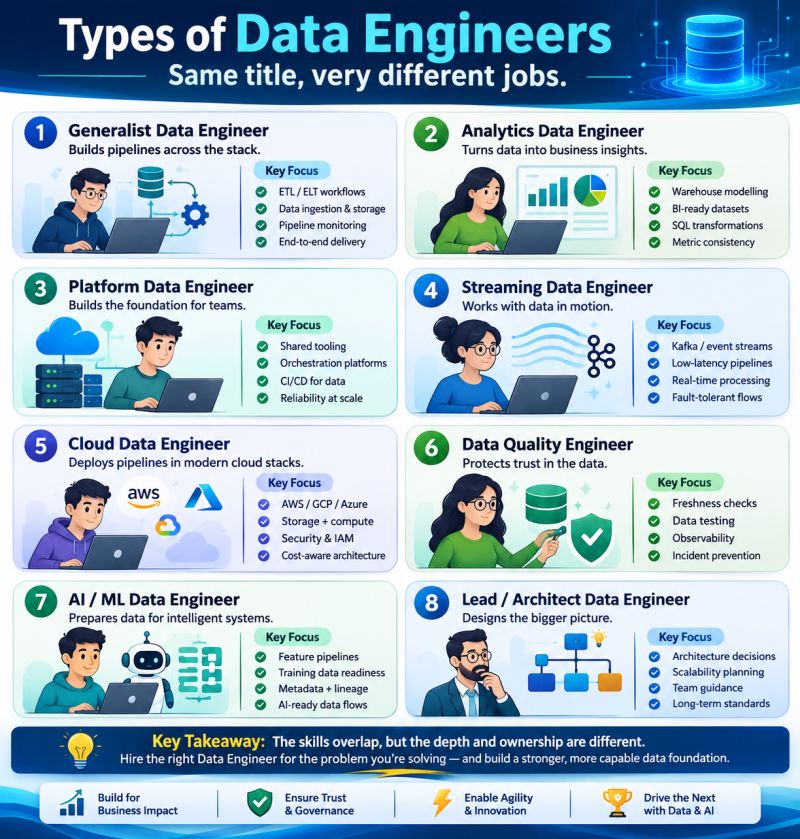 Types of Data Engineers
Same title, very different jobs.
1
Generalist Data Engineer
Builds pipelines across the stack.
Key Focus
ETL / ELT workflows
Data ingestion & storage
Pipeline monitoring
End-to-end delivery
2
Analytics Data Engineer
Turns data into business insights.
Key Focus
Warehouse modelling
BI-ready datasets
SQL transformations
Metric consistency
3
Platform Data Engineer
Builds the foundation for teams.
Key Focus
Shared tooling
Orchestration platforms
CI/CD for data
Reliability at scale
4
Streaming Data Engineer
Works with data in motion.
Key Focus
Kafka / event streams
Low-latency pipelines
Real-time processing
Fault-tolerant flows
5
Cloud Data Engineer
Deploys pipelines in modern cloud stacks.
aws
Key Focus
AWS / GCP / Azure
Storage + compute
Security & IAM
Cost-aware architecture
6
Data Quality Engineer
Protects trust in the data.
Key Focus
Freshness checks
Data testing
Observability
Incident prevention
7
AI / ML Data Engineer
Prepares data for intelligent systems.
Key Focus
Feature pipelines
Training data readiness
Metadata + lineage
AI-ready data flows
8
Lead / Architect Data Engineer
Designs the bigger picture.
Key Focus
Architecture decisions
Scalability planning
Team guidance
Long-term standards
Key Takeaway: The skills overlap, but the depth and ownership are different.
Hire the right Data Engineer for the problem you're solving — and build a stronger, more capable data foundation.
Build for
Business Impact
Ensure Trust
& Governance
Enable Agility
& Innovation
Drive the Next
with Data & AI